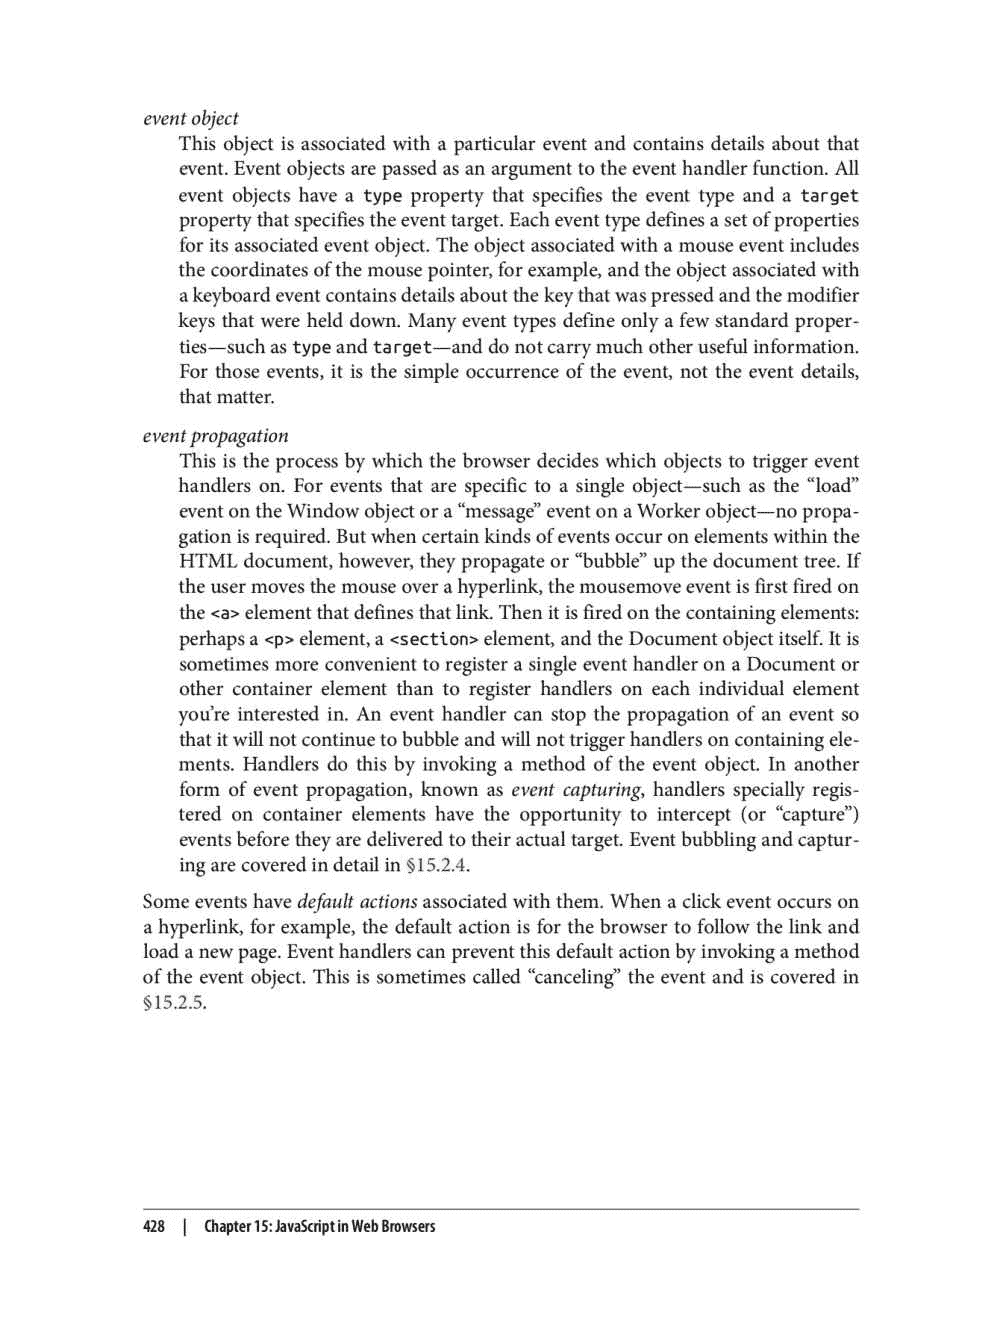 event object
This object is associated with a particular event and contains details about that
event. Event objects are passed as an argument to the event handler function. All
event objects have a type property that specifies the event type and a target
property that specifies the event target. Each event type defines a set of properties
for its associated event object. The object associated with a mouse event includes
the coordinates of the mouse pointer, for example, and the object associated with
a keyboard event contains details about the key that was pressed and the modifier
keys that were held down. Many event types define only a few standard proper-
ties—such as type and target—and do not carry much other useful information.
For those events, it is the simple occurrence of the event, not the event details,
that matter.
event propagation
This is the process by which the browser decides which objects to trigger event
handlers on. For events that are specific to a single object—such as the “load”
event on the Window object or a “message” event on a Worker object—no propa-
gation is required. But when certain kinds of events occur on elements within the
HTML document, however, they propagate or “bubble” up the document tree. If
the user moves the mouse over a hyperlink, the mousemove event is first fired on
the <a> element that defines that link. Then it is fired on the containing elements:
perhaps a <p> element, a <section> element, and the Document object itself. It is
sometimes more convenient to register a single event handler on a Document or
other container element than to register handlers on each individual element
you’re interested in. An event handler can stop the propagation of an event so
that it will not continue to bubble and will not trigger handlers on containing ele-
ments. Handlers do this by invoking a method of the event object. In another
form of event propagation, known as event capturing, handlers specially regis-
tered on container elements have the opportunity to intercept (or “capture”)
events before they are delivered to their actual target. Event bubbling and captur-
ing are covered in detail in §15.2.4.
Some events have default actions associated with them. When a click event occurs on
a hyperlink, for example, the default action is for the browser to follow the link and
load a new page. Event handlers can prevent this default action by invoking a method
of the event object. This is sometimes called “canceling” the event and is covered in
§15.2.5.
428 | Chapter 15: JavaScript in Web Browsers